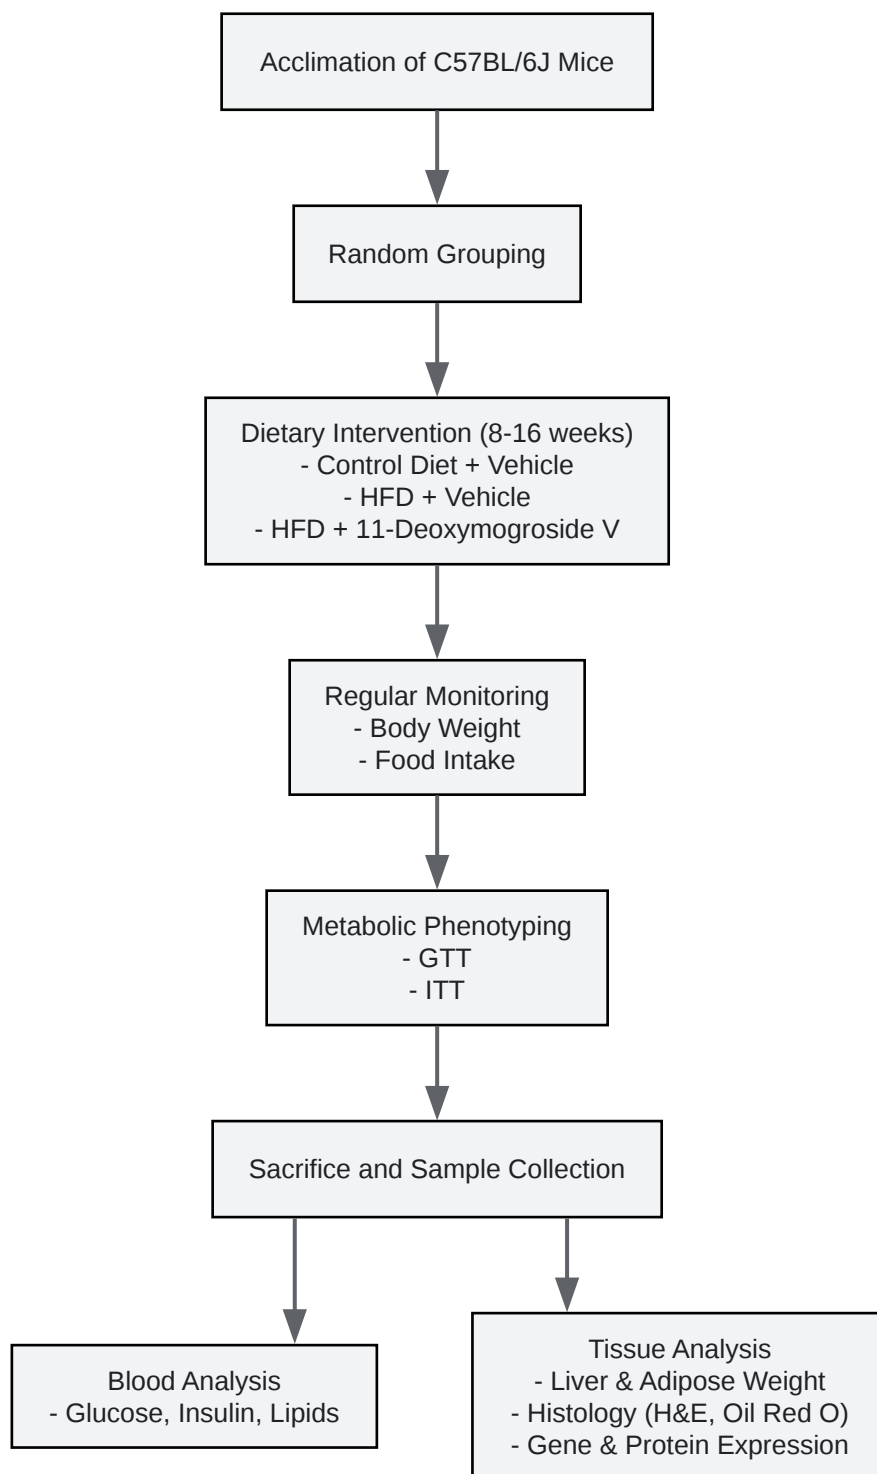 Acclimation of C57BL/6J Mice
Random Grouping
Dietary Intervention (8-16 weeks)
- Control Diet + Vehicle
- HFD + Vehicle
- HFD + 11-Deoxymogroside V
Regular Monitoring
- Body Weight
- Food Intake
Metabolic Phenotyping
- GTT
- ITT
Sacrifice and Sample Collection
Blood Analysis
- Glucose, Insulin, Lipids
Tissue Analysis
- Liver & Adipose Weight
- Histology (H&E, Oil Red O)
- Gene & Protein Expression